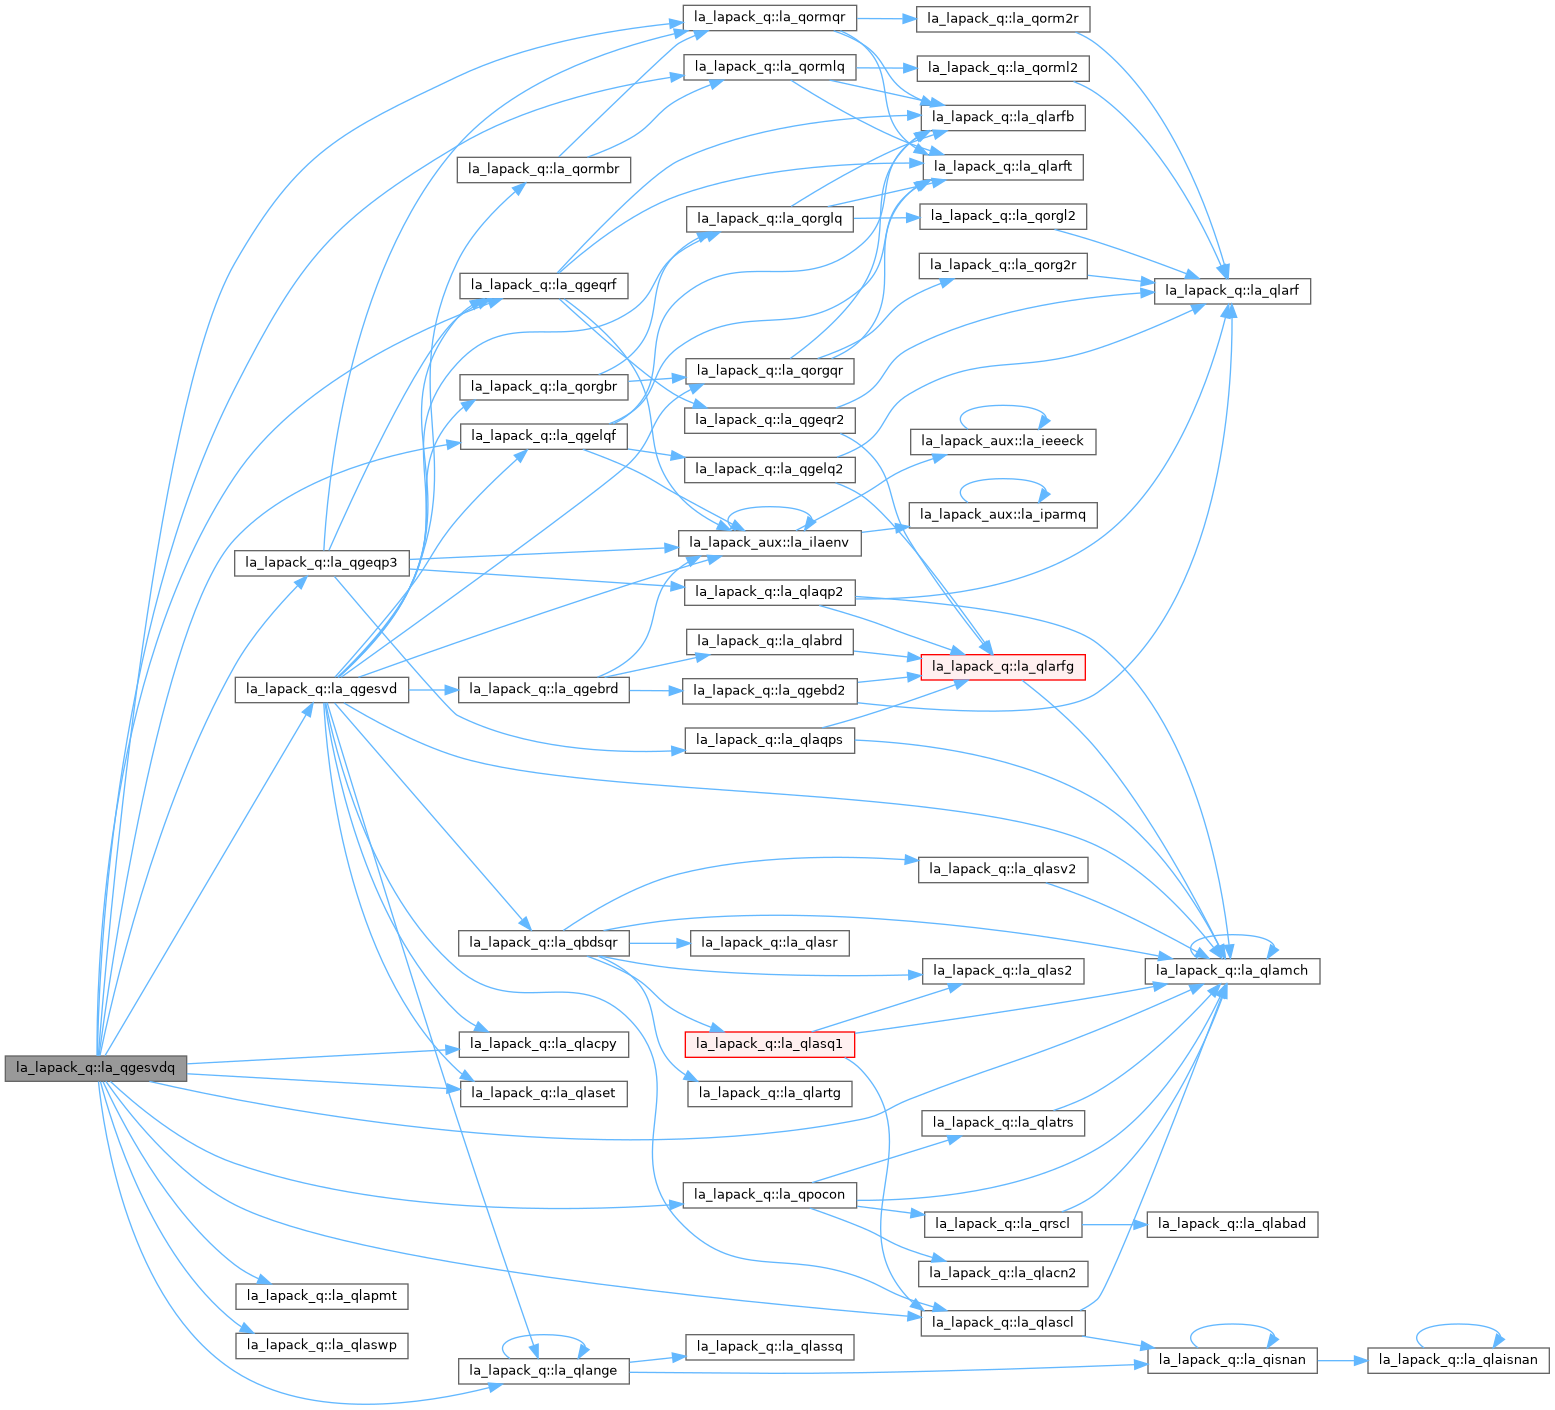 la_lapack_q::la_qormqr
la_lapack_q::la_qorm2r
la_lapack_q::la_qormlq
la_lapack_q::la_qorml2
la_lapack_q::la_qlarfb
la_lapack_q::la_qormbr
la_lapack_q::la_qlarft
la_lapack_q::la_qorglq
la_lapack_q::la_qorgl2
la_lapack_q::la_qorg2r
la_lapack_q::la_qgeqrf
la_lapack_q::la_qlarf
la_lapack_q::la_qorgqr
la_lapack_q::la_qorgbr
la_lapack_q::la_qgeqr2
la_lapack_q::la_qgelqf
la_lapack_aux::la_ieeeck
la_lapack_q::la_qgelq2
la_lapack_aux::la_iparmq
la_lapack_aux::la_ilaenv
la_lapack_q::la_qgeqp3
la_lapack_q::la_qlaqp2
la_lapack_q::la_qlabrd
la_lapack_q::la_qlarfg
la_lapack_q::la_qgesvd
la_lapack_q::la_qgebrd
la_lapack_q::la_qgebd2
la_lapack_q::la_qlaqps
la_lapack_q::la_qlasv2
la_lapack_q::la_qbdsqr
la_lapack_q::la_qlasr
la_lapack_q::la_qlas2
la_lapack_q::la_qlamch
la_lapack_q::la_qlacpy
la_lapack_q::la_qlasq1
la_lapack_q::la_qgesvdq
la_lapack_q::la_qlaset
la_lapack_q::la_qlartg
la_lapack_q::la_qlatrs
la_lapack_q::la_qpocon
la_lapack_q::la_qrscl
la_lapack_q::la_qlabad
la_lapack_q::la_qlacn2
la_lapack_q::la_qlapmt
la_lapack_q::la_qlascl
la_lapack_q::la_qlaswp
la_lapack_q::la_qlassq
la_lapack_q::la_qisnan
la_lapack_q::la_qlaisnan
la_lapack_q::la_qlange